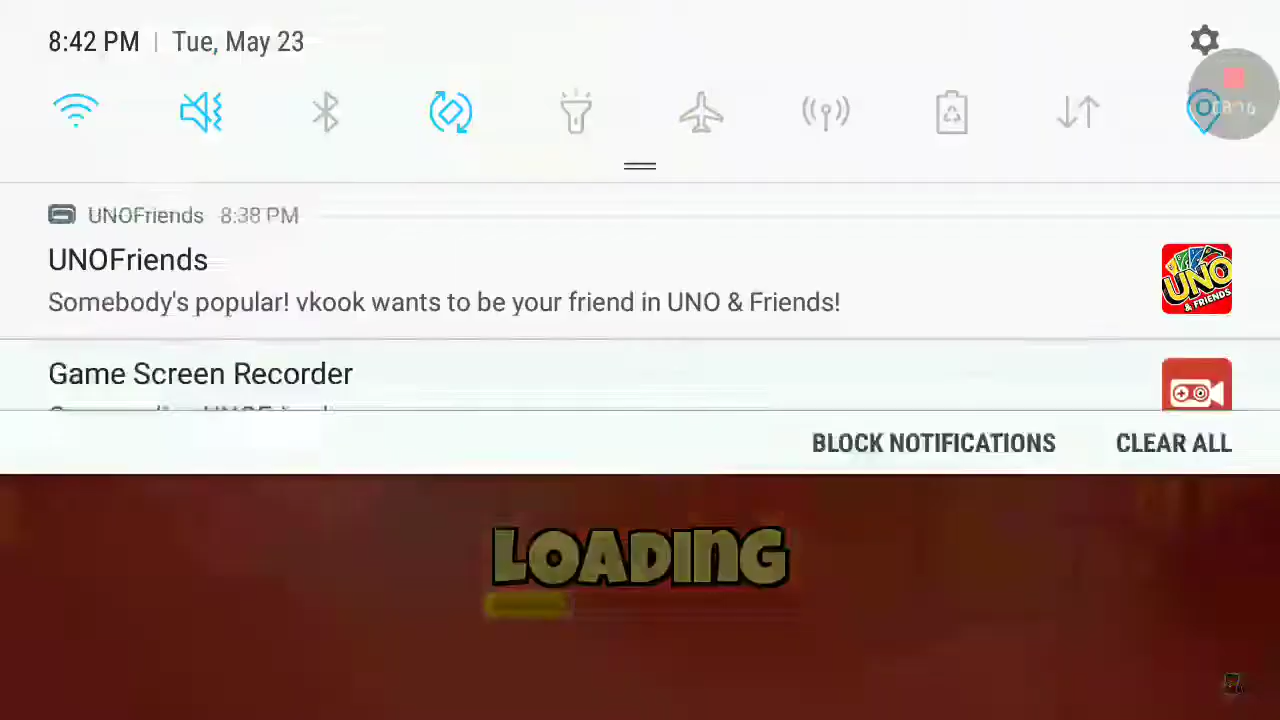 8:42 PM | Tue, May 23
UNOFriends 8:38 PM
UNOFriends
Somebody's popular! vkook wants to be your friend in UNO & Friends!
UNO
& FRIENDS
Game Screen Recorder
BLOCK NOTIFICATIONS CLEAR ALL
LOADING